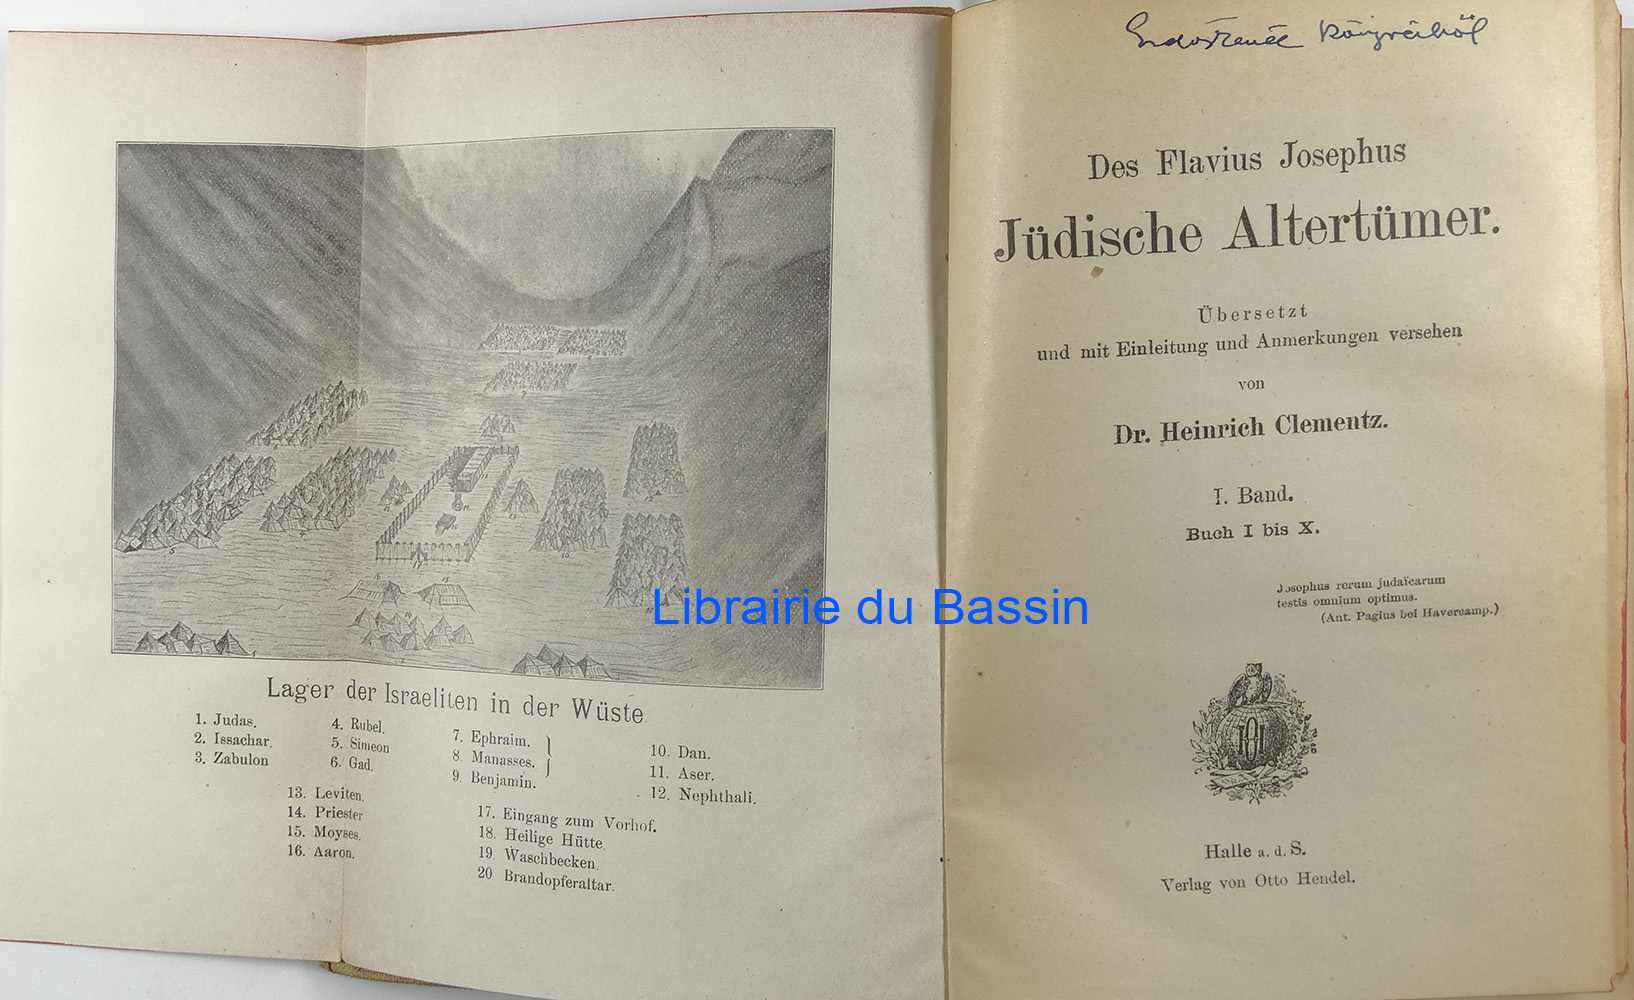 Lager der Israeliten in der Wüste.
1. Judas.
2. Issachar.
3. Zabulon
4. Rubel.
5. Simeon
6. Gad.
7. Ephraim.
8. Manasses.
9. Benjamin.
10. Dan.
11. Aser.
12. Nephthali.
13. Leviten.
14. Priester
15. Moyses.
16. Aaron.
17. Eingang zum Vorhof.
18. Heilige Hütte.
19. Waschbecken.
20 Brandopferaltar.
Des Flavius Josephus
Jüdische Altertümer.
Übersetzt
und mit Einleitung und Anmerkungen versehen
von
Dr. Heinrich Clementz.
I. Band.
Buch I bis X.
Josephus rerum judaïcarum
testis omnium optimus.
(Ant. Pagius bei Havercamp.)
Halle a. d. S.
Verlag von Otto Hendel.
Librairie du Bassin